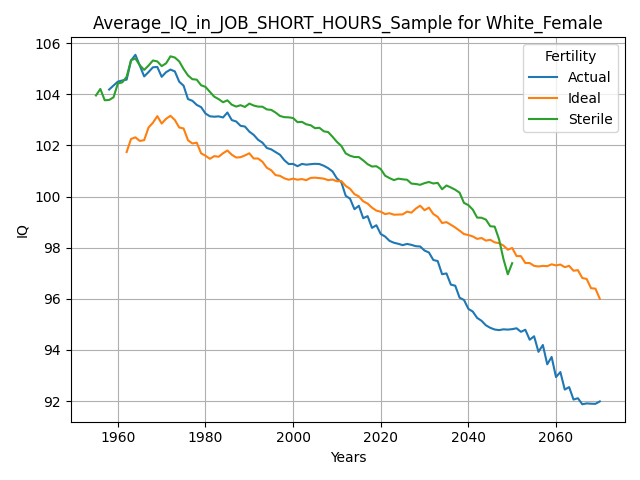 Average_IQ_in_JOB_SHORT_HOURS_Sample for White_Female
106
104
102
100
98
96
94
92
IQ
Fertility
Actual
Ideal
Sterile
1960
1980
2000
2020
2040
2060
Years